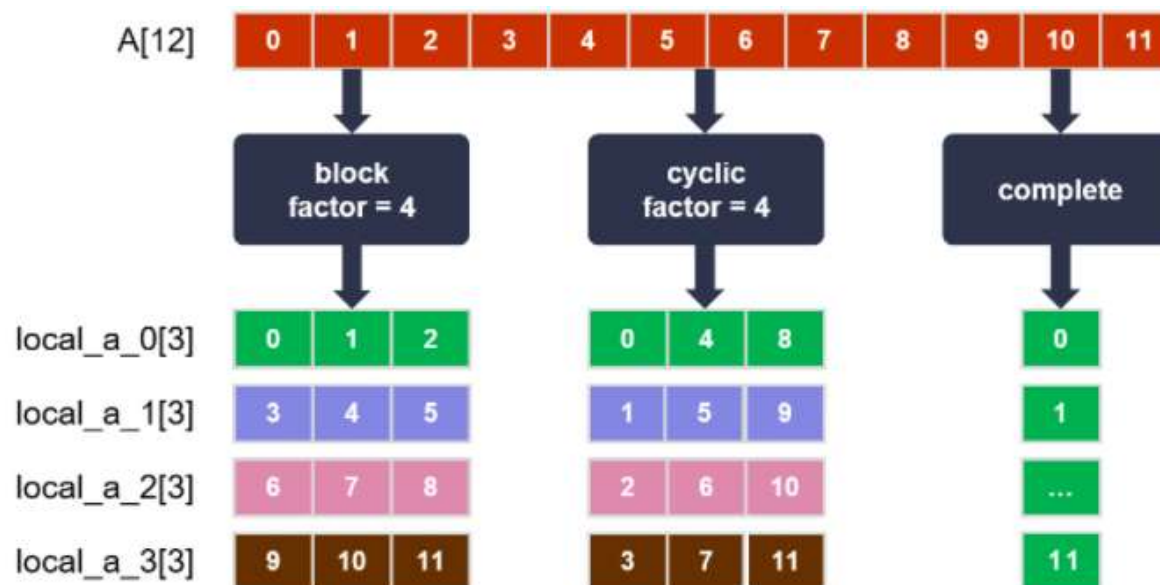 A[12] 0 1 2 3 4 5 6 7 8 9 10 11
block
factor = 4
cyclic
factor = 4
complete
local_a_0[3] 0 1 2 0 4 8 0
local_a_1[3] 3 4 5 1 5 9 1
local_a_2[3] 6 7 8 2 6 10 ...
local_a_3[3] 9 10 11 3 7 11 11